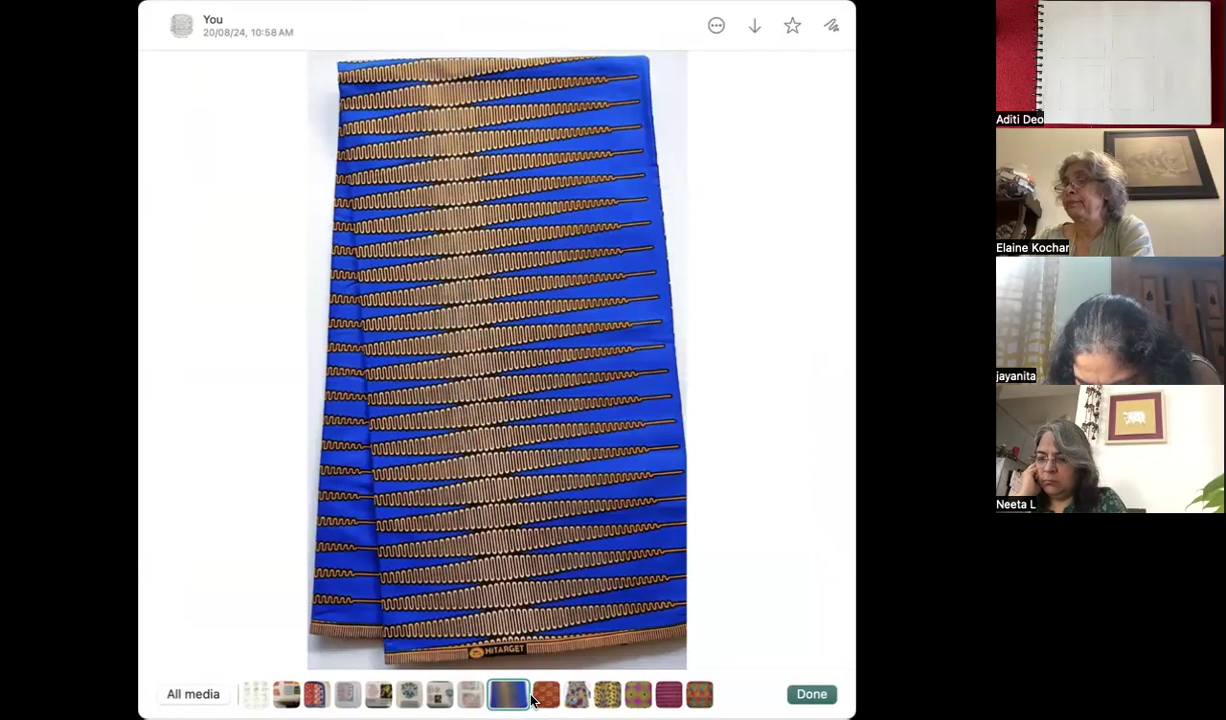 You
20/08/24, 10:58 AM
HITARGET
All media
Done
Aditi Deo
Elaine Kochar
jayanita
Neeta L